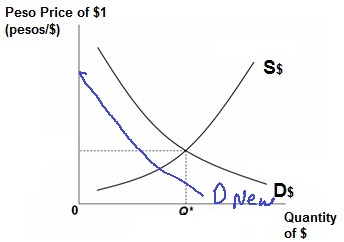 Peso Price of $1
(pesos/$)
S$
D New
D$
0
Q*
Quantity
of $